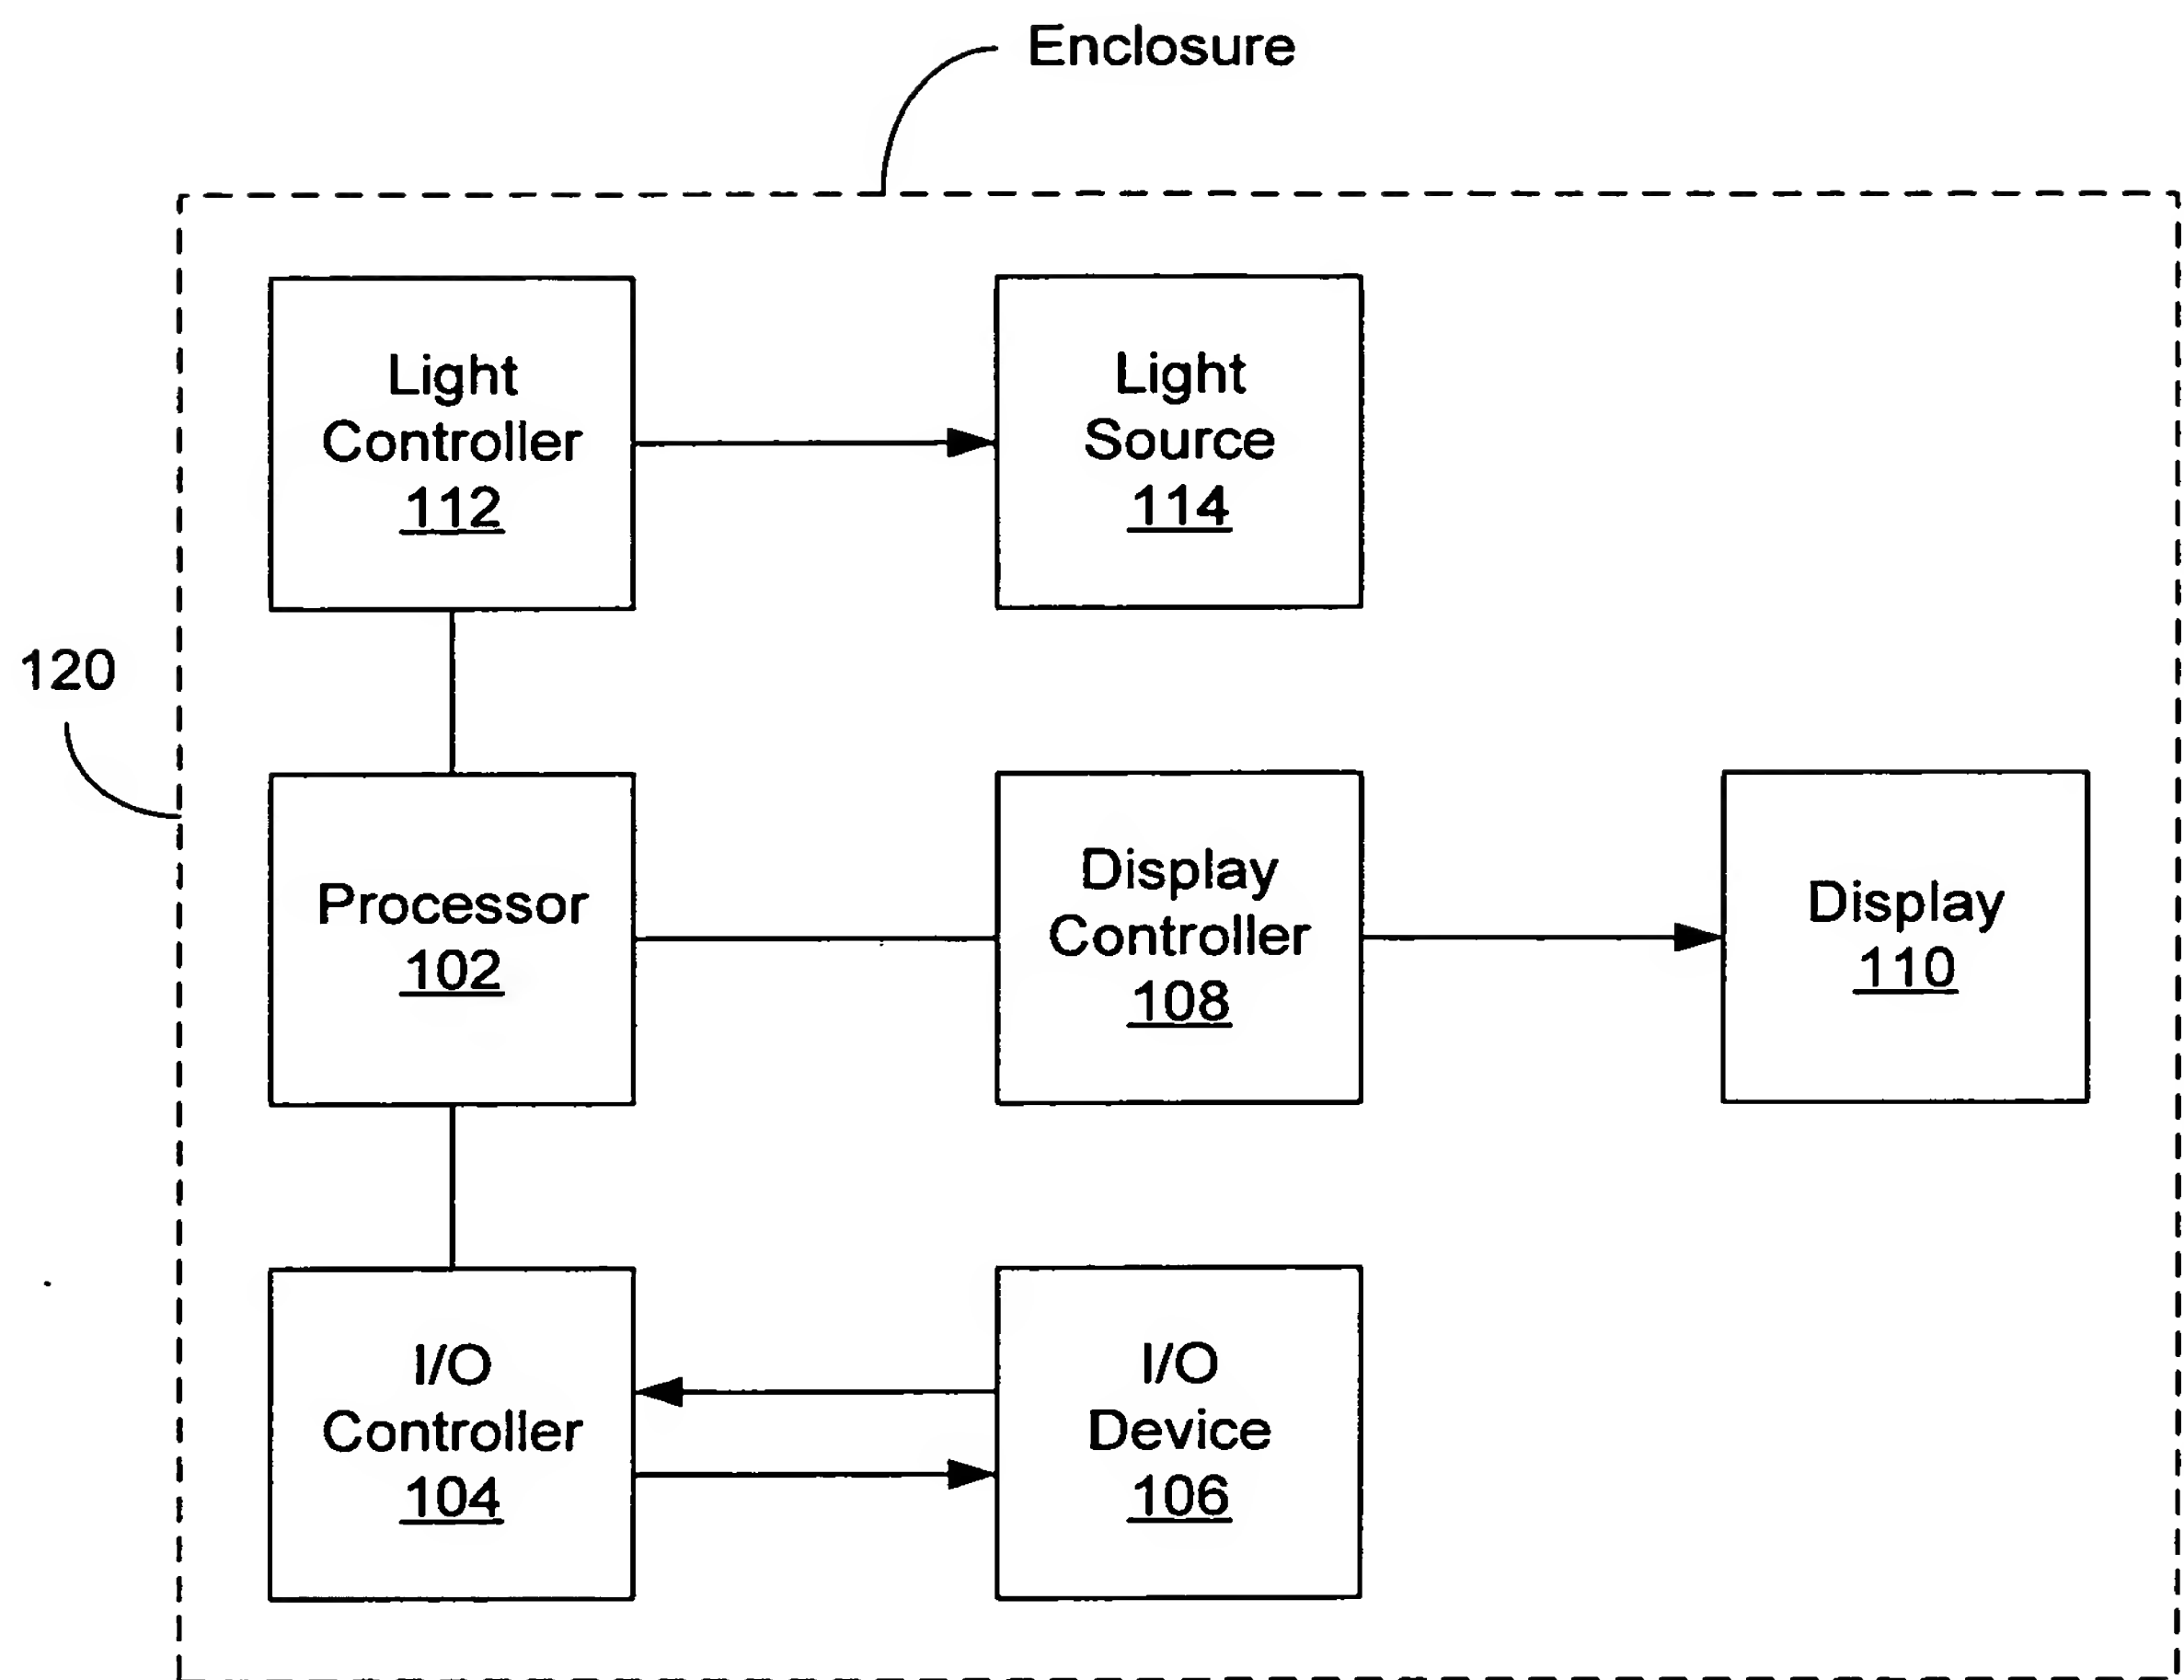 Enclosure
Light
Controller
112
Light
Source
114
120
Processor
102
Display
Controller
108
Display
110
I/O
Controller
104
I/O
Device
106